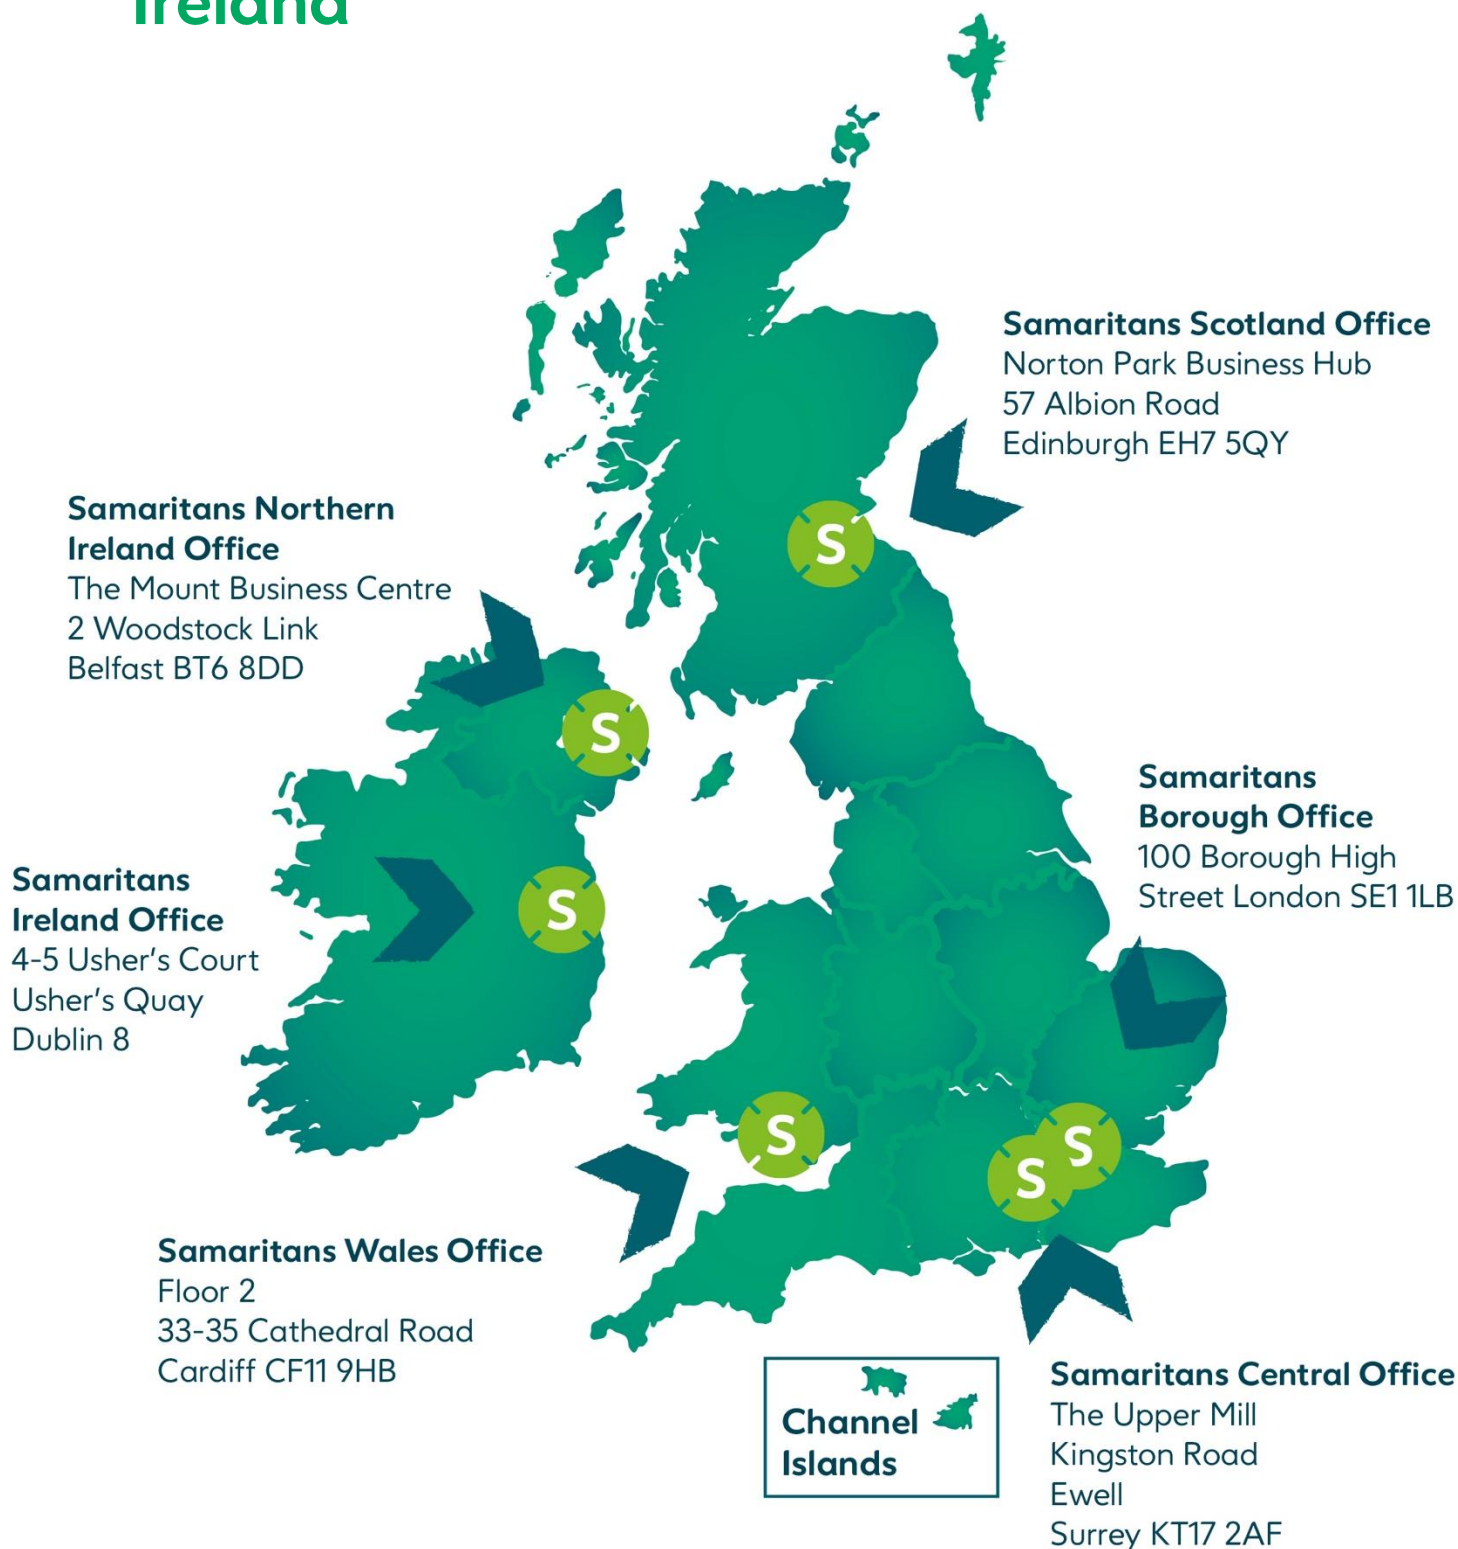 Ireland
Samaritans Scotland Office
Norton Park Business Hub
57 Albion Road
Edinburgh EH7 5QY
Samaritans Northern
Ireland Office
The Mount Business Centre
2 Woodstock Link
Belfast BT6 8DD
S
S
Samaritans
Borough Office
100 Borough High
Street London SE1 1LB
Samaritans
Ireland Office
4-5 Usher’s Court
Usher’s Quay
Dublin 8
S
S
S
S
Samaritans Wales Office
Floor 2
33-35 Cathedral Road
Cardiff CF11 9HB
Channel
Islands
Samaritans Central Office
The Upper Mill
Kingston Road
Ewell
Surrey KT17 2AF